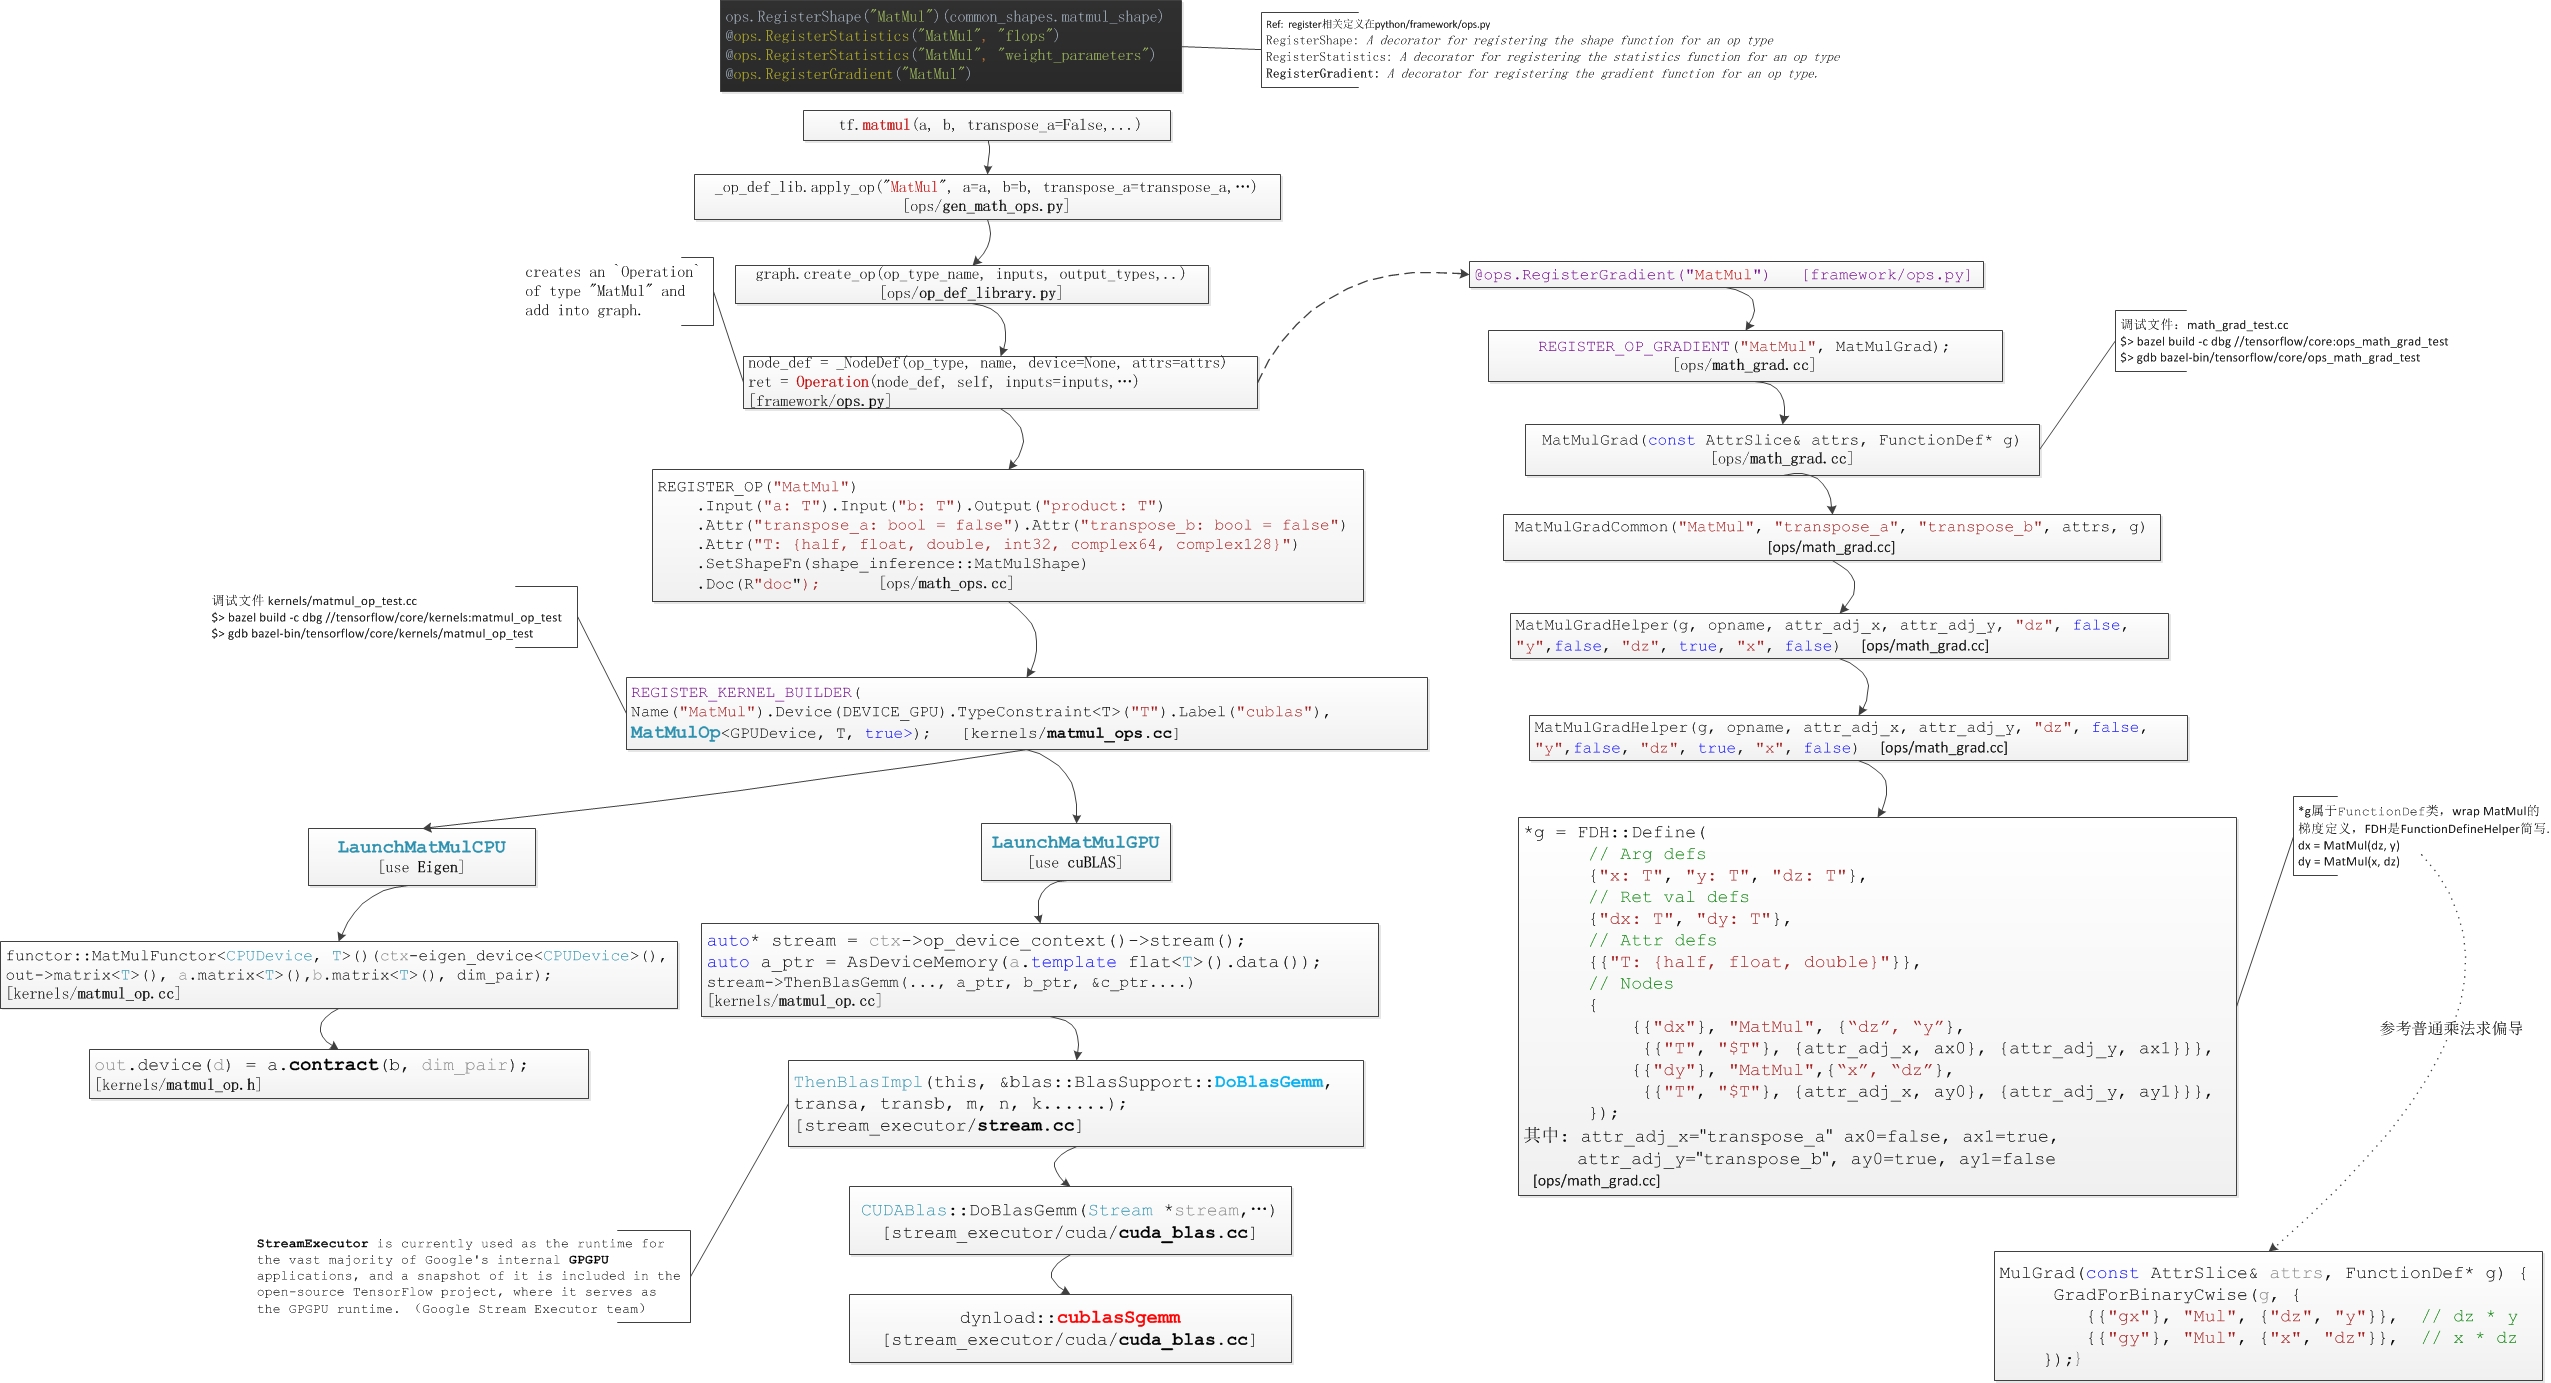 ops.RegisterShape("MatMul")(common_shapes.matmul_shape)
@ops.RegisterStatistics("MatMul", "flops")
@ops.RegisterStatistics("MatMul", "weight_parameters")
@ops.RegisterGradient("MatMul")
Ref: register相关定义在python/framework/ops.py
RegisterShape: A decorator for registering the shape function for an op type
RegisterStatistics: A decorator for registering the statistics function for an op type
RegisterGradient: A decorator for registering the gradient function for an op type.
tf.matmul(a, b, transpose_a=False,...)
_op_def_lib.apply_op("MatMul", a=a, b=b, transpose_a=transpose_a,…)
[ops/gen_math_ops.py]
creates an `Operation`
of type "MatMul" and
add into graph.
graph.create_op(op_type_name, inputs, output_types,..)
[ops/op_def_library.py]
node_def = _NodeDef(op_type, name, device=None, attrs=attrs)
ret = Operation(node_def, self, inputs=inputs,…)
[framework/ops.py]
REGISTER_OP("MatMul")
.Input("a: T").Input("b: T").Output("product: T")
.Attr("transpose_a: bool = false").Attr("transpose_b: bool = false")
.Attr("T: {half, float, double, int32, complex64, complex128}")
.SetShapeFn(shape_inference::MatMulShape)
.Doc(R"doc"); [ops/math_ops.cc]
调试文件 kernels/matmul_op_test.cc
$> bazel build -c dbg //tensorflow/core/kernels:matmul_op_test
$> gdb bazel-bin/tensorflow/core/kernels/matmul_op_test
REGISTER_KERNEL_BUILDER(
Name("MatMul").Device(DEVICE_GPU).TypeConstraint<T>("T").Label("cublas"),
MatMulOp<GPUDevice, T, true>); [kernels/matmul_ops.cc]
LaunchMatMulCPU
[use Eigen]
LaunchMatMulGPU
[use cuBLAS]
functor::MatMulFunctor<CPUDevice, T>()(ctx-eigen_device<CPUDevice>(),
out->matrix<T>(), a.matrix<T>(),b.matrix<T>(), dim_pair);
[kernels/matmul_op.cc]
out.device(d) = a.contract(b, dim_pair);
[kernels/matmul_op.h]
auto* stream = ctx->op_device_context()->stream();
auto a_ptr = AsDeviceMemory(a.template flat<T>().data());
stream->ThenBlasGemm(..., a_ptr, b_ptr, &c_ptr....)
[kernels/matmul_op.cc]
ThenBlasImpl(this, &blas::BlasSupport::DoBlasGemm,
transa, transb, m, n, k......);
[stream_executor/stream.cc]
StreamExecutor is currently used as the runtime for
the vast majority of Google's internal GPGPU
applications, and a snapshot of it is included in the
open-source TensorFlow project, where it serves as
the GPGPU runtime. (Google Stream Executor team)
CUDABlas::DoBlasGemm(Stream *stream,…)
[stream_executor/cuda/cuda_blas.cc]
dynload::cublasSgemm
[stream_executor/cuda/cuda_blas.cc]
@ops.RegisterGradient("MatMul") [framework/ops.py]
REGISTER_OP_GRADIENT("MatMul", MatMulGrad);
[ops/math_grad.cc]
调试文件：math_grad_test.cc
$> bazel build -c dbg //tensorflow/core:ops_math_grad_test
$> gdb bazel-bin/tensorflow/core/ops_math_grad_test
MatMulGrad(const AttrSlice& attrs, FunctionDef* g)
[ops/math_grad.cc]
MatMulGradCommon("MatMul", "transpose_a", "transpose_b", attrs, g)
[ops/math_grad.cc]
MatMulGradHelper(g, opname, attr_adj_x, attr_adj_y, "dz", false,
"y",false, "dz", true, "x", false) [ops/math_grad.cc]
MatMulGradHelper(g, opname, attr_adj_x, attr_adj_y, "dz", false,
"y",false, "dz", true, "x", false) [ops/math_grad.cc]
*g = FDH::Define(
// Arg defs
{"x: T", "y: T", "dz: T"},
// Ret val defs
{"dx: T", "dy: T"},
// Attr defs
{{"T: {half, float, double}"}},
// Nodes
{
{{"dx"}, "MatMul", {“dz”, “y”},
{{"T", "$T"}, {attr_adj_x, ax0}, {attr_adj_y, ax1}}},
{{"dy"}, "MatMul",{“x”, “dz”},
{{"T", "$T"}, {attr_adj_x, ay0}, {attr_adj_y, ay1}}},
});
其中: attr_adj_x="transpose_a" ax0=false, ax1=true,
attr_adj_y="transpose_b", ay0=true, ay1=false
[ops/math_grad.cc]
*g属于FunctionDef类，wrap MatMul的
梯度定义，FDH是FunctionDefineHelper简写.
dx = MatMul(dz, y)
dy = MatMul(x, dz)
参考普通乘法求偏导
MulGrad(const AttrSlice& attrs, FunctionDef* g) {
GradForBinaryCwise(g, {
{{"gx"}, "Mul", {"dz", "y"}}, // dz * y
{{"gy"}, "Mul", {"x", "dz"}}, // x * dz
});}